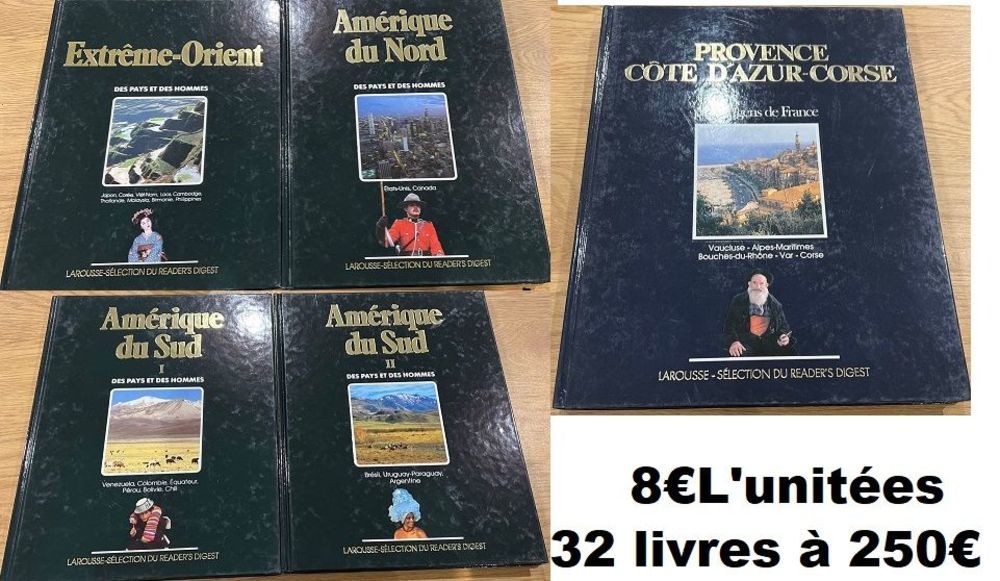 Extrême-Orient
DES PAYS ET DES HOMMES
Japon, Corée, Viêt-Nam, Laos, Cambodge,
Thaïlande, Malaysia, Birmanie, Philippines
LAROUSSE-SÉLECTION DU READER'S DIGEST
Amérique
du Nord
DES PAYS ET DES HOMMES
États-Unis, Canada
LAROUSSE-SÉLECTION DU READER'S DIGEST
PROVENCE
CÔTE D'AZUR-CORSE
de France
Vaucluse - Alpes-Maritimes
Bouches-du-Rhône - Var - Corse
LAROUSSE - SÉLECTION DU READER'S DIGEST
Amérique
du Sud
I
DES PAYS ET DES HOMMES
Venezuela, Colombie, Équateur,
Pérou, Bolivie, Chili
LAROUSSE-SÉLECTION DU READER'S DIGEST
Amérique
du Sud
II
DES PAYS ET DES HOMMES
Brésil, Uruguay-Paraguay,
Argentine
LAROUSSE-SÉLECTION DU READER'S DIGEST
8€L'unitées
32 livres à 250€